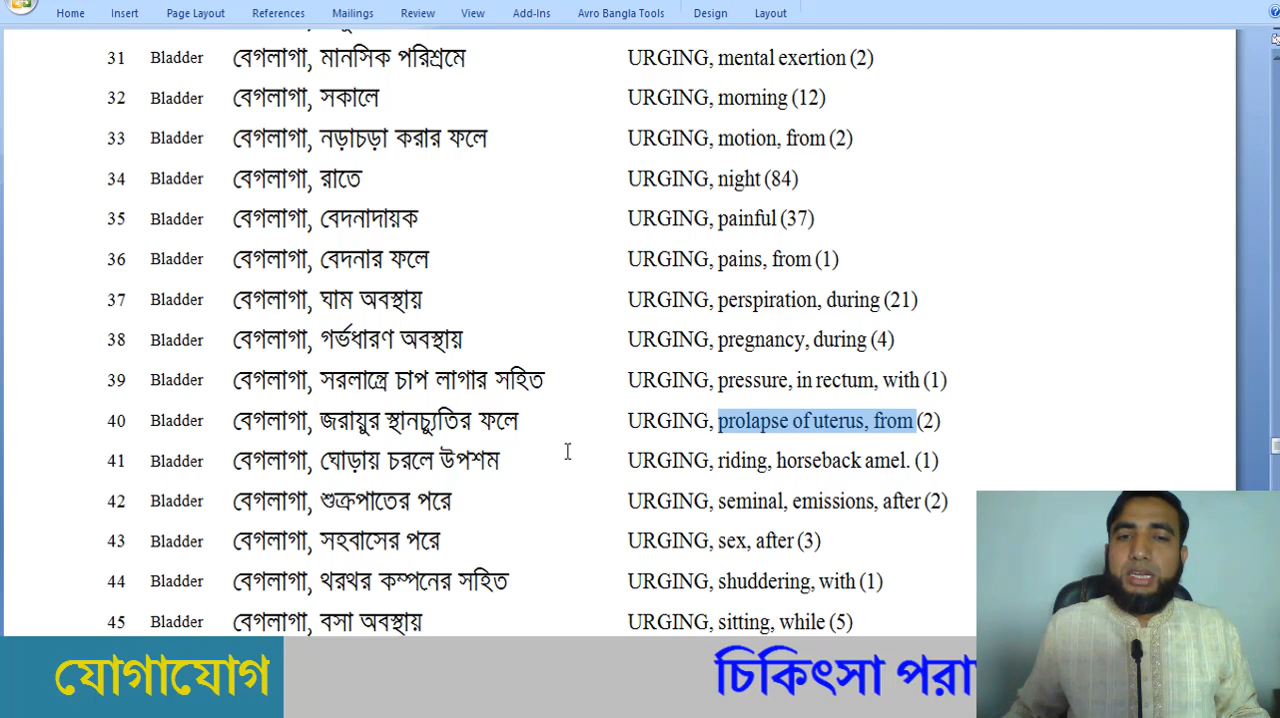 Home Insert Page Layout References Mailings Review View Add-Ins Avro Bangla Tools Design Layout
31 Bladder বেগলাগা, মানসিক পরিশ্রমে URGING, mental exertion (2)
32 Bladder বেগলাগা, সকালে URGING, morning (12)
33 Bladder বেগলাগা, নড়াচড়া করার ফলে URGING, motion, from (2)
34 Bladder বেগলাগা, রাতে URGING, night (84)
35 Bladder বেগলাগা, বেদনাদায়ক URGING, painful (37)
36 Bladder বেগলাগা, বেদনার ফলে URGING, pains, from (1)
37 Bladder বেগলাগা, ঘাম অবস্থায় URGING, perspiration, during (21)
38 Bladder বেগলাগা, গর্ভধারণ অবস্থায় URGING, pregnancy, during (4)
39 Bladder বেগলাগা, সরলান্ত্রে চাপ লাগার সহিত URGING, pressure, in rectum, with (1)
40 Bladder বেগলাগা, জরায়ুর স্থানচ্যুতির ফলে URGING, prolapse of uterus, from (2)
41 Bladder বেগলাগা, ঘোড়ায় চরলে উপশম URGING, riding, horseback amel. (1)
42 Bladder বেগলাগা, শুক্রপাতের পরে URGING, seminal, emissions, after (2)
43 Bladder বেগলাগা, সহবাসের পরে URGING, sex, after (3)
44 Bladder বেগলাগা, থরথর কম্পনের সহিত URGING, shuddering, with (1)
45 Bladder বেগলাগা, বসা অবস্থায় URGING, sitting, while (5)
যোগাযোগ চিকিৎসা পরা